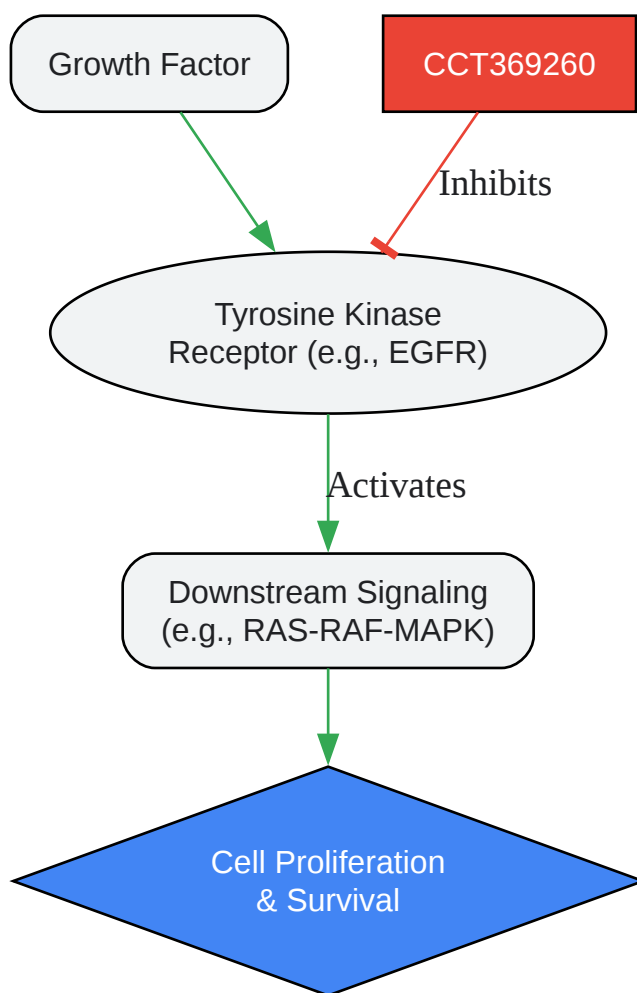 Growth Factor
CCT369260
Inhibits
Tyrosine Kinase
Receptor (e.g., EGFR)
Activates
Downstream Signaling
(e.g., RAS-RAF-MAPK)
Cell Proliferation
& Survival